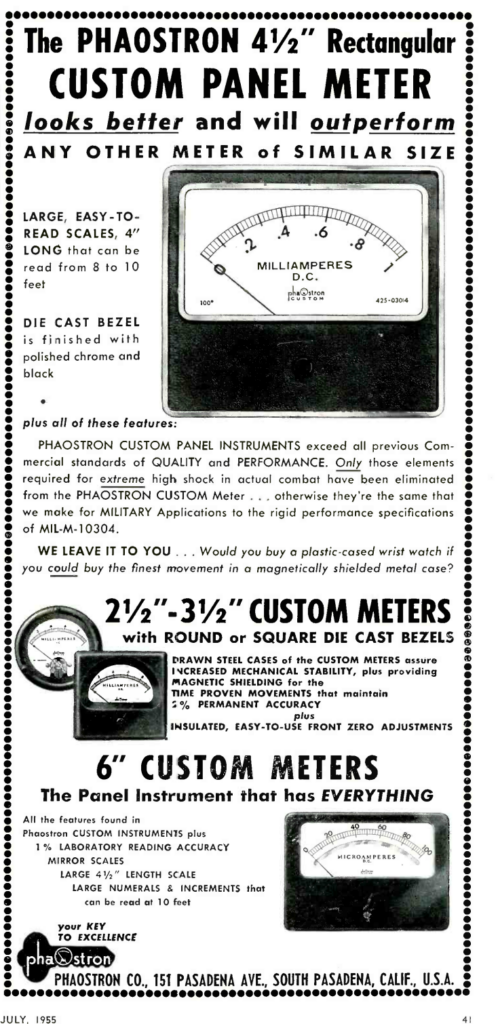 The PHAOSTRON 4½" Rectangular
CUSTOM PANEL METER
looks better and will outperform
ANY OTHER METER of SIMILAR SIZE
LARGE, EASY-TO-
READ SCALES, 4"
LONG that can be
read from 8 to 10
feet
DIE CAST BEZEL
is finished with
polished chrome and
black
0 .2 .4 .6 .8 1
MILLIAMPERES
D.C.
phaostron
CUSTOM
100°
425-03014
plus all of these features:
PHAOSTRON CUSTOM PANEL INSTRUMENTS exceed all previous Com-
mercial standards of QUALITY and PERFORMANCE. Only those elements
required for extreme high shock in actual combat have been eliminated
from the PHAOSTRON CUSTOM Meter . . . otherwise they're the same that
we make for MILITARY Applications to the rigid performance specifications
of MIL-M-10304.
WE LEAVE IT TO YOU . . . Would you buy a plastic-cased wrist watch if
you could buy the finest movement in a magnetically shielded metal case?
2½"-3½" CUSTOM METERS
with ROUND or SQUARE DIE CAST BEZELS
MILLIAMPERES
MILLIAMPERES
DRAWN STEEL CASES of the CUSTOM METERS assure
INCREASED MECHANICAL STABILITY, plus providing
MAGNETIC SHIELDING for the
TIME PROVEN MOVEMENTS that maintain
% PERMANENT ACCURACY
plus
INSULATED, EASY-TO-USE FRONT ZERO ADJUSTMENTS
6" CUSTOM METERS
The Panel Instrument that has EVERYTHING
All the features found in
Phaostron CUSTOM INSTRUMENTS plus
1% LABORATORY READING ACCURACY
MIRROR SCALES
LARGE 4½" LENGTH SCALE
LARGE NUMERALS & INCREMENTS that
can be read at 10 feet
0 20 40 60 80 100
MICROAMPERES
D.C.
your KEY
TO EXCELLENCE
phaostron
PHAOSTRON CO., 151 PASADENA AVE., SOUTH PASADENA, CALIF., U.S.A.
JULY, 1955
41